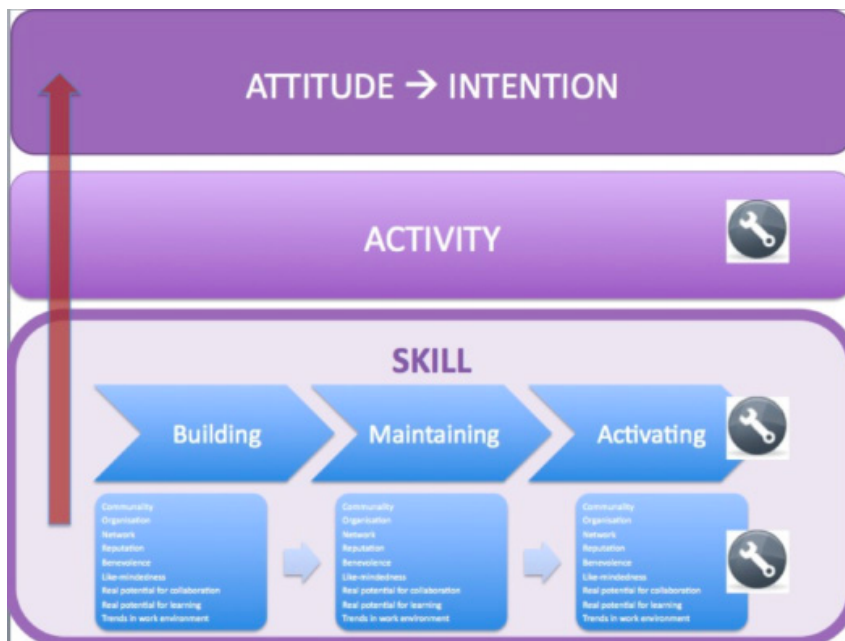 ATTITUDE → INTENTION
ACTIVITY
SKILL
Building
Maintaining
Activating
Communality
Organisation
Network
Reputation
Benevolence
Like-mindedness
Real potential for collaboration
Real potential for learning
Trends in work environment
Communality
Organisation
Network
Reputation
Benevolence
Like-mindedness
Real potential for collaboration
Real potential for learning
Trends in work environment
Communality
Organisation
Network
Reputation
Benevolence
Like-mindedness
Real potential for collaboration
Real potential for learning
Trends in work environment